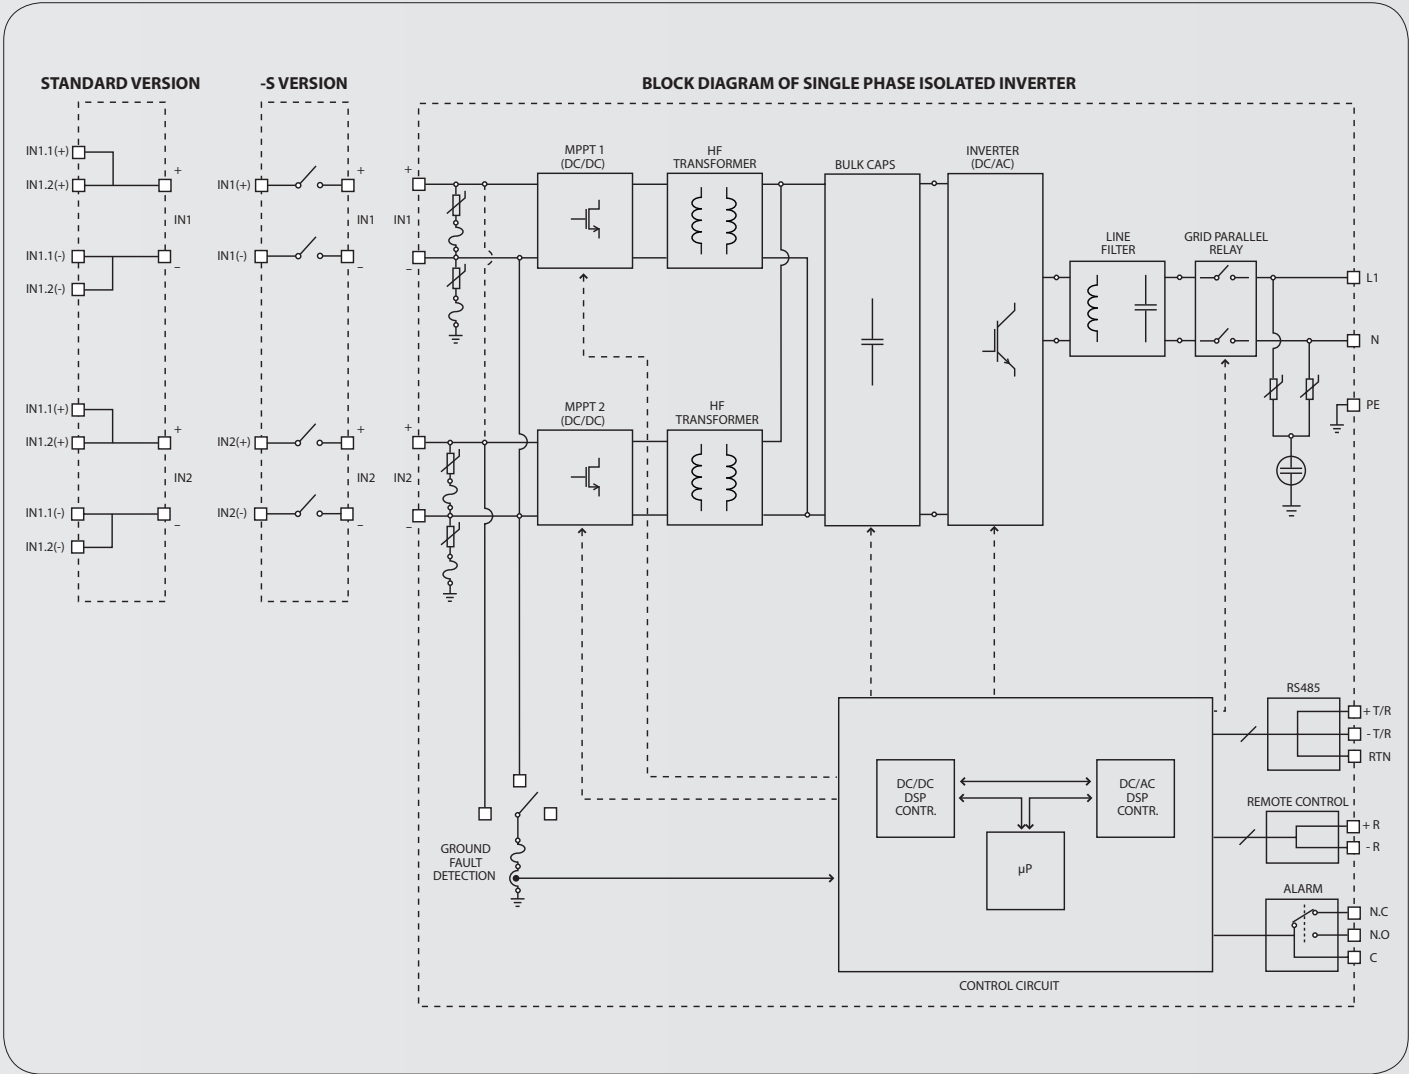 STANDARD VERSION
IN1.1(+)
IN1.2(+)
+
IN1
IN1.1(-)
–
IN1.2(-)
IN1.1(+)
IN1.2(+)
+
IN2
IN1.1(-)
–
IN1.2(-)
-S VERSION
IN1(+)
+
IN1
IN1(-)
–
IN2(+)
+
IN2
IN2(-)
–
BLOCK DIAGRAM OF SINGLE PHASE ISOLATED INVERTER
+
IN1
–
+
IN2
–
MPPT 1
(DC/DC)
HF
TRANSFORMER
BULK CAPS
INVERTER
(DC/AC)
LINE
FILTER
GRID PARALLEL
RELAY
L1
N
PE
MPPT 2
(DC/DC)
HF
TRANSFORMER
GROUND
FAULT
DETECTION
DC/DC
DSP
CONTR.
DC/AC
DSP
CONTR.
µP
CONTROL CIRCUIT
RS485
+ T/R
- T/R
RTN
REMOTE CONTROL
+ R
- R
ALARM
N.C
N.O
C